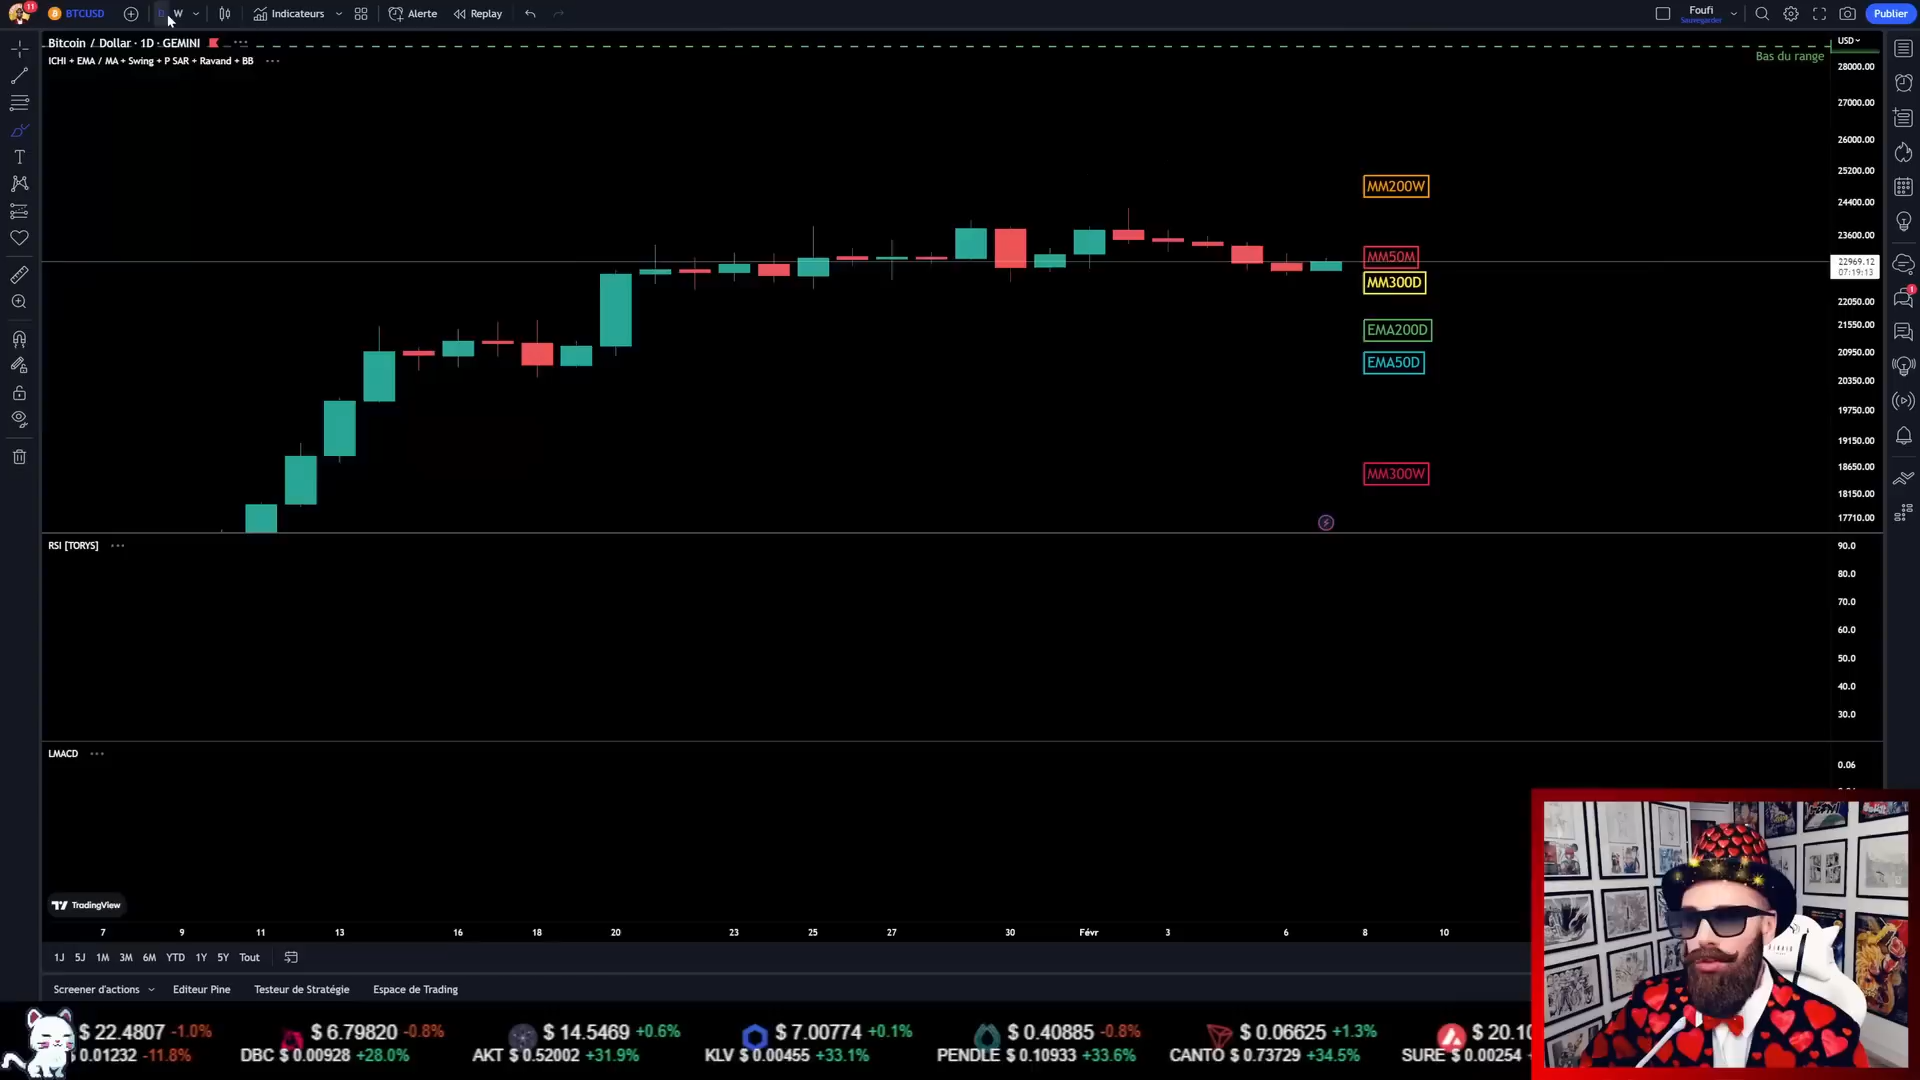 11
BTCUSD
W
Indicateurs
Alerte
Replay
Foufi
Sauvegarder
Publier
Bitcoin / Dollar · 1D · GEMINI
USD
ICHI + EMA / MA + Swing + P SAR + Ravand + BB
Bas du range
28000.00
27000.00
26000.00
25200.00
24400.00
23600.00
22969.12
07:19:13
22050.00
21550.00
20950.00
20350.00
19750.00
19150.00
18650.00
18150.00
17710.00
MM200W
MM50M
MM300D
EMA200D
EMA50D
MM300W
1
RSI [TORYS]
90.0
80.0
70.0
60.0
50.0
40.0
30.0
LMACD
0.06
TradingView
7
9
11
13
16
18
20
23
25
27
30
Févr
3
6
8
10
1J 5J 1M 3M 6M YTD 1Y 5Y Tout
Screener d'actions
Editeur Pine
Testeur de Stratégie
Espace de Trading
$ 22.4807 -1.0%
$ 6.79820 -0.8%
$ 14.5469 +0.6%
$ 7.00774 +0.1%
$ 0.40885 -0.8%
$ 0.06625 +1.3%
$ 20.10
0.01232 -11.8%
DBC $ 0.00928 +28.0%
AKT $ 0.52002 +31.9%
KLV $ 0.00455 +33.1%
PENDLE $ 0.10933 +33.6%
CANTO $ 0.73729 +34.5%
SURE $ 0.00254